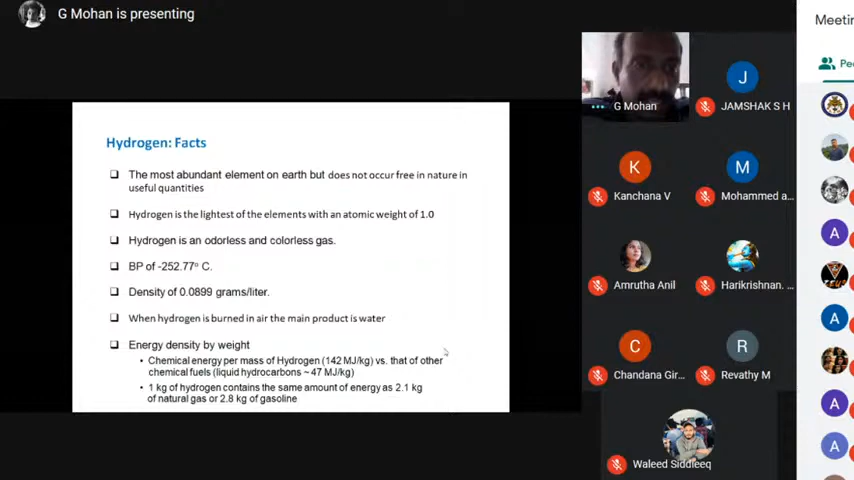 G Mohan is presenting
Meetin
Pe
Hydrogen: Facts
❑ The most abundant element on earth but does not occur free in nature in
useful quantities
❑ Hydrogen is the lightest of the elements with an atomic weight of 1.0
❑ Hydrogen is an odorless and colorless gas.
❑ BP of -252.77º C.
❑ Density of 0.0899 grams/liter.
❑ When hydrogen is burned in air the main product is water
❑ Energy density by weight
• Chemical energy per mass of Hydrogen (142 MJ/kg) vs. that of other
chemical fuels (liquid hydrocarbons ~ 47 MJ/kg)
• 1 kg of hydrogen contains the same amount of energy as 2.1 kg
of natural gas or 2.8 kg of gasoline
G Mohan
J
JAMSHAK S H
K
Kanchana V
M
Mohammed a...
Amrutha Anil
Harikrishnan. ...
C
Chandana Gir...
R
Revathy M
Waleed Siddieeq
A
A
A
A